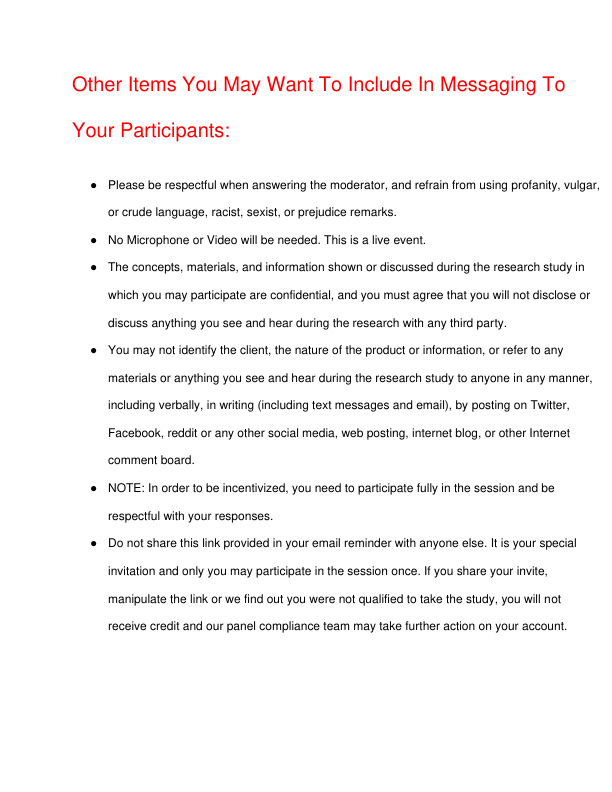 Other Items You May Want To Include In Messaging To
Your Participants:
● Please be respectful when answering the moderator, and refrain from using profanity, vulgar,
or crude language, racist, sexist, or prejudice remarks.
● No Microphone or Video will be needed. This is a live event.
● The concepts, materials, and information shown or discussed during the research study in
which you may participate are confidential, and you must agree that you will not disclose or
discuss anything you see and hear during the research with any third party.
● You may not identify the client, the nature of the product or information, or refer to any
materials or anything you see and hear during the research study to anyone in any manner,
including verbally, in writing (including text messages and email), by posting on Twitter,
Facebook, reddit or any other social media, web posting, internet blog, or other Internet
comment board.
● NOTE: In order to be incentivized, you need to participate fully in the session and be
respectful with your responses.
● Do not share this link provided in your email reminder with anyone else. It is your special
invitation and only you may participate in the session once. If you share your invite,
manipulate the link or we find out you were not qualified to take the study, you will not
receive credit and our panel compliance team may take further action on your account.